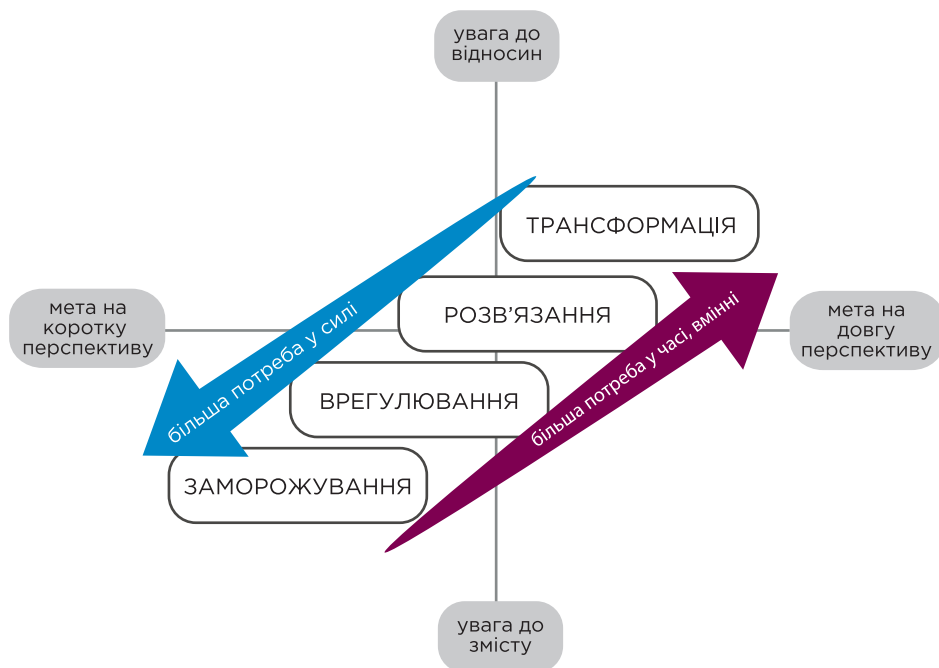 увага до
відносин
ТРАНСФОРМАЦІЯ
мета на
коротку
перспективу
РОЗВ'ЯЗАННЯ
мета на
довгу
перспективу
більша потреба у силі
більша потреба у часі, вмінні
ВРЕГУЛЮВАННЯ
ЗАМОРОЖУВАННЯ
увага до
змісту